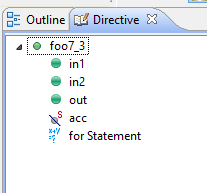 Outline Directive
foo7_3
in1
in2
out
acc
for Statement